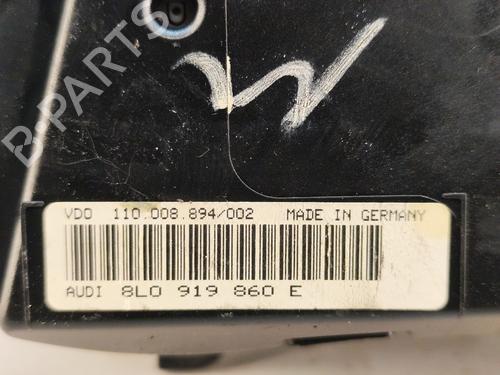 B-PARTS
M
VDO 110.008.894/002 MADE IN GERMANY
AUDI 8L0 919 860 E